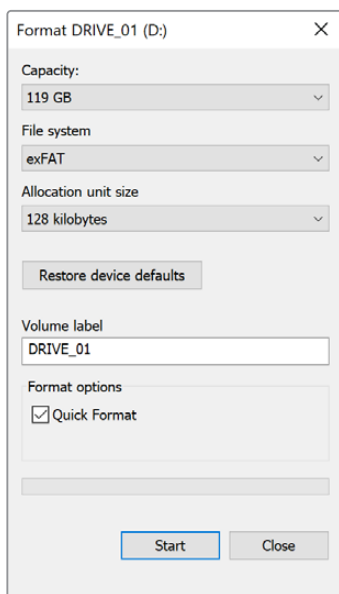 Format DRIVE_01 (D:)
Capacity:
119 GB
File system
exFAT
Allocation unit size
128 kilobytes
Restore device defaults
Volume label
DRIVE_01
Format options
Quick Format
Start Close